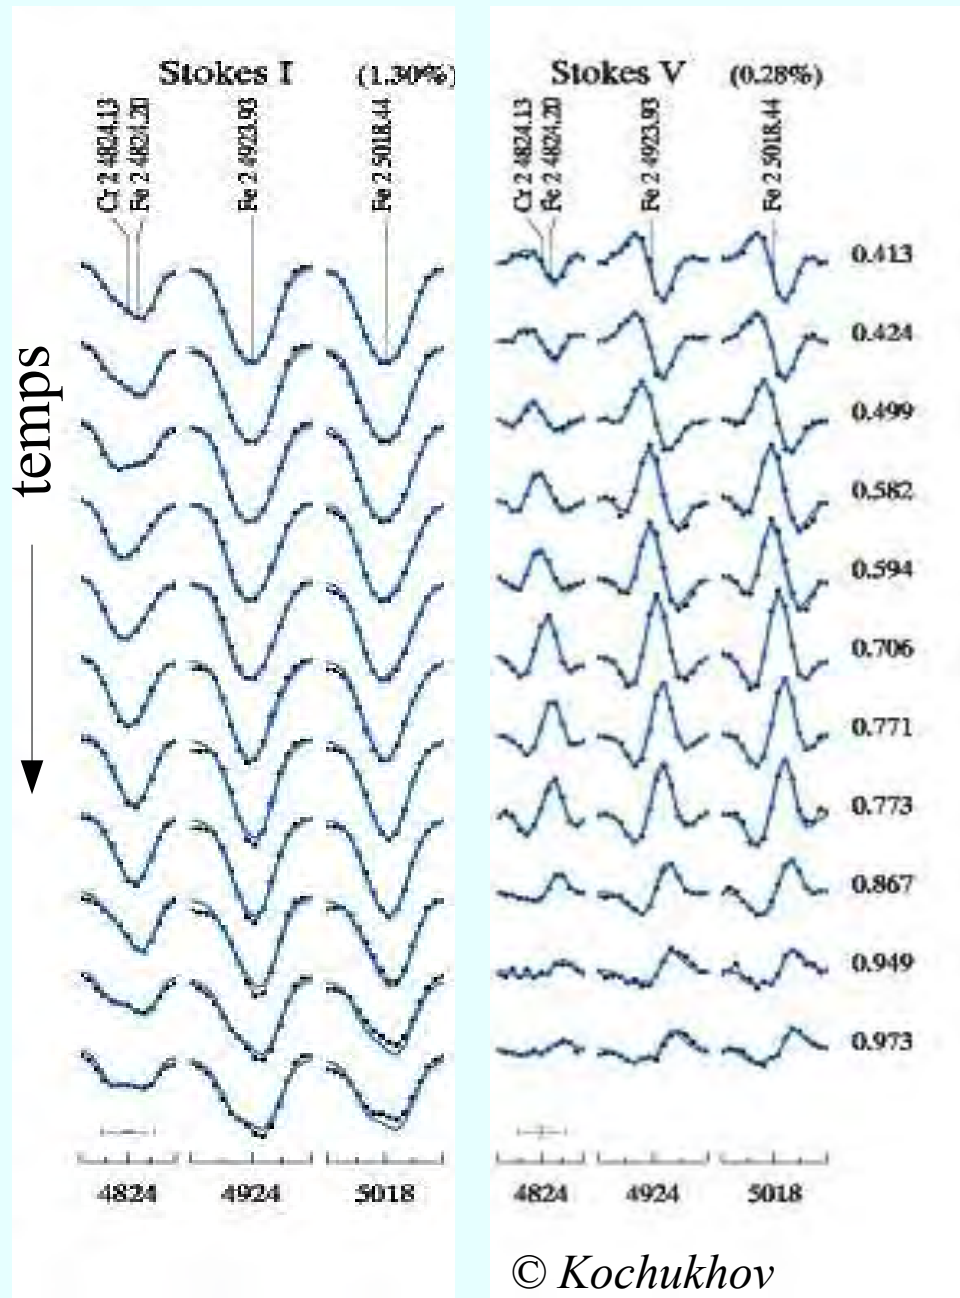 Stokes I (1.30%)
Cr 2 4824.13
Fe 2 4824.20
Fe 2 4923.93
Fe 2 5018.44
temps
4824 4924 5018
Stokes V (0.28%)
Cr 2 4824.13
Fe 2 4824.20
Fe 2 4923.93
Fe 2 5018.44
0.413
0.424
0.499
0.582
0.594
0.706
0.771
0.773
0.867
0.949
0.973
4824 4924 5018
© Kochukhov